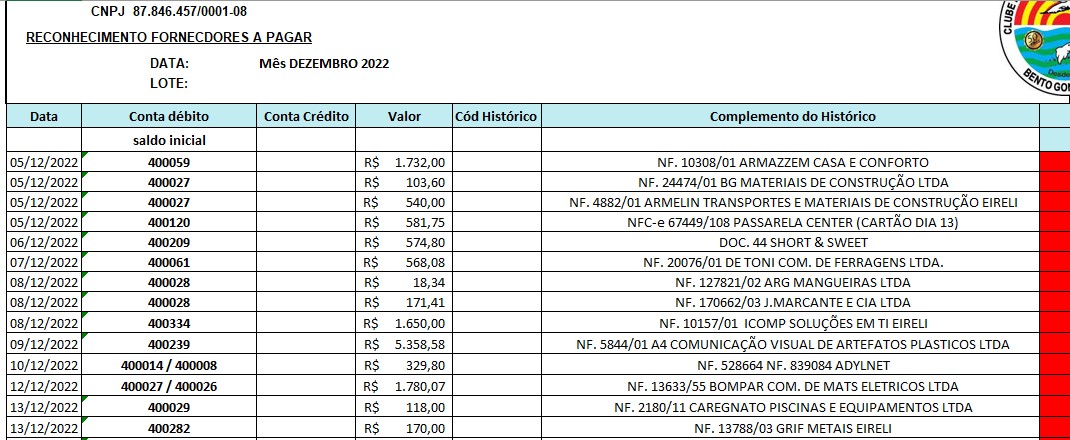 CNPJ 87.846.457/0001-08
RECONHECIMENTO FORNECDORES A PAGAR
DATA: Mês DEZEMBRO 2022
LOTE:
CLUBE
BENTO GON
Data Conta débito Conta Crédito Valor Cód Histórico Complemento do Histórico
saldo inicial
05/12/2022 400059 R$ 1.732,00 NF. 10308/01 ARMAZZEM CASA E CONFORTO
05/12/2022 400027 R$ 103,60 NF. 24474/01 BG MATERIAIS DE CONSTRUÇÃO LTDA
05/12/2022 400027 R$ 540,00 NF. 4882/01 ARMELIN TRANSPORTES E MATERIAIS DE CONSTRUÇÃO EIRELI
05/12/2022 400120 R$ 581,75 NFC-e 67449/108 PASSARELA CENTER (CARTÃO DIA 13)
06/12/2022 400209 R$ 574,80 DOC. 44 SHORT & SWEET
07/12/2022 400061 R$ 568,08 NF. 20076/01 DE TONI COM. DE FERRAGENS LTDA.
08/12/2022 400028 R$ 18,34 NF. 127821/02 ARG MANGUEIRAS LTDA
08/12/2022 400028 R$ 171,41 NF. 170662/03 J.MARCANTE E CIA LTDA
08/12/2022 400334 R$ 1.650,00 NF. 10157/01 ICOMP SOLUÇÕES EM TI EIRELI
09/12/2022 400239 R$ 5.358,58 NF. 5844/01 A4 COMUNICAÇÃO VISUAL DE ARTEFATOS PLASTICOS LTDA
10/12/2022 400014 / 400008 R$ 329,80 NF. 528664 NF. 839084 ADYLNET
12/12/2022 400027 / 400026 R$ 1.780,07 NF. 13633/55 BOMPAR COM. DE MATS ELETRICOS LTDA
13/12/2022 400029 R$ 118,00 NF. 2180/11 CAREGNATO PISCINAS E EQUIPAMENTOS LTDA
13/12/2022 400282 R$ 170,00 NF. 13788/03 GRIF METAIS EIRELI